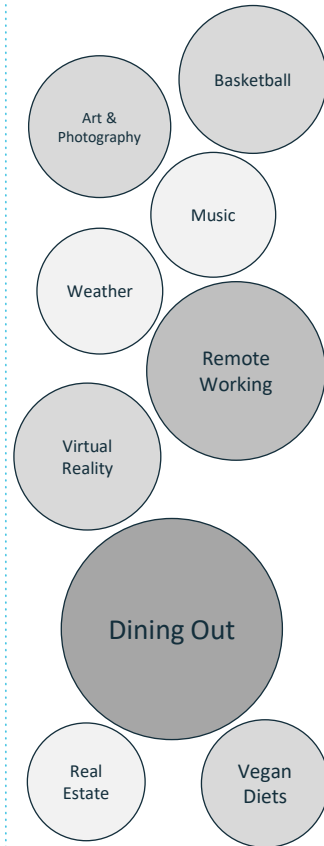 Basketball
Art &
Photography
Music
Weather
Remote
Working
Virtual
Reality
Dining Out
Real
Estate
Vegan
Diets